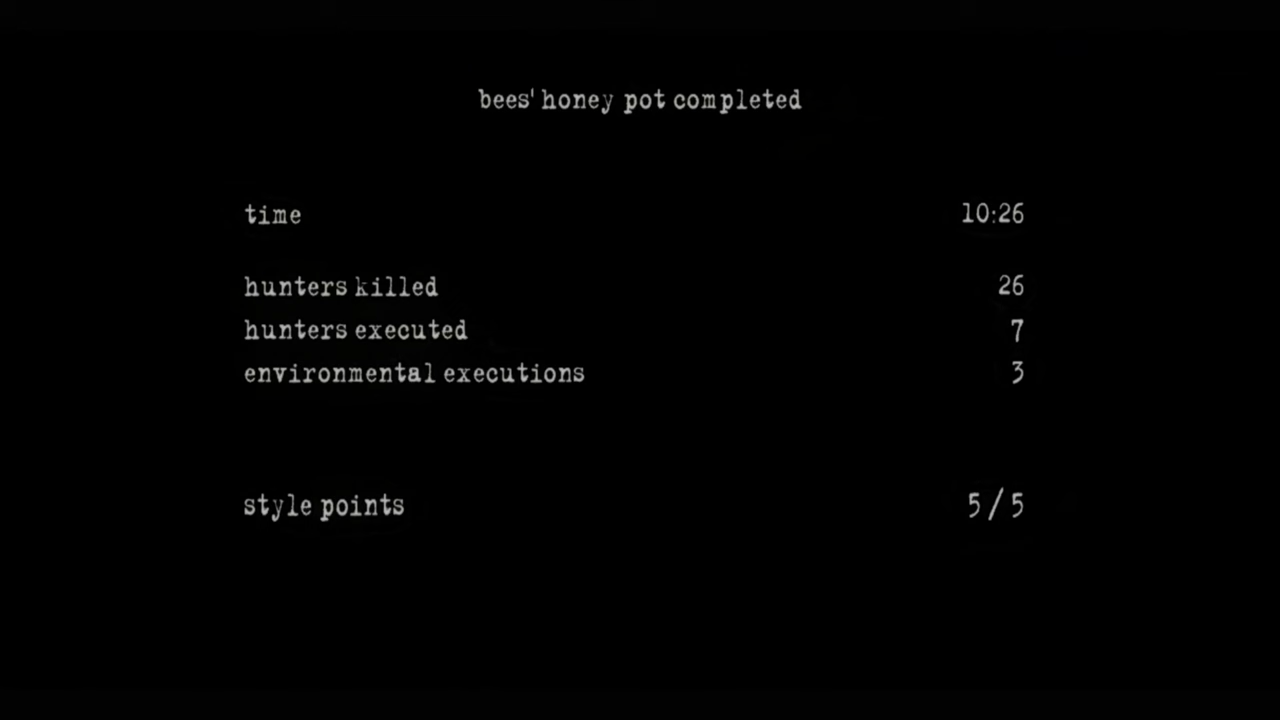 bees' honey pot completed
time 10:26
hunters killed 26
hunters executed 7
environmental executions 3
style points 5/5